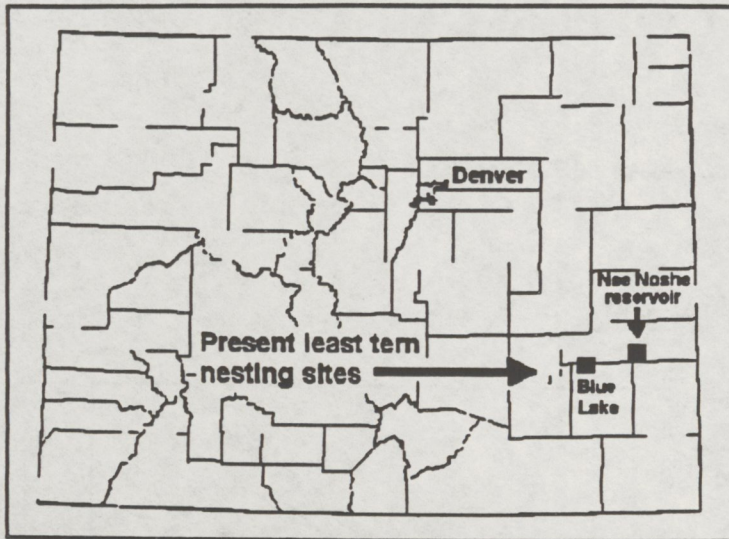 Denver
Nee Noshe
reservoir
Present least tern
nesting sites
Blue
Lake